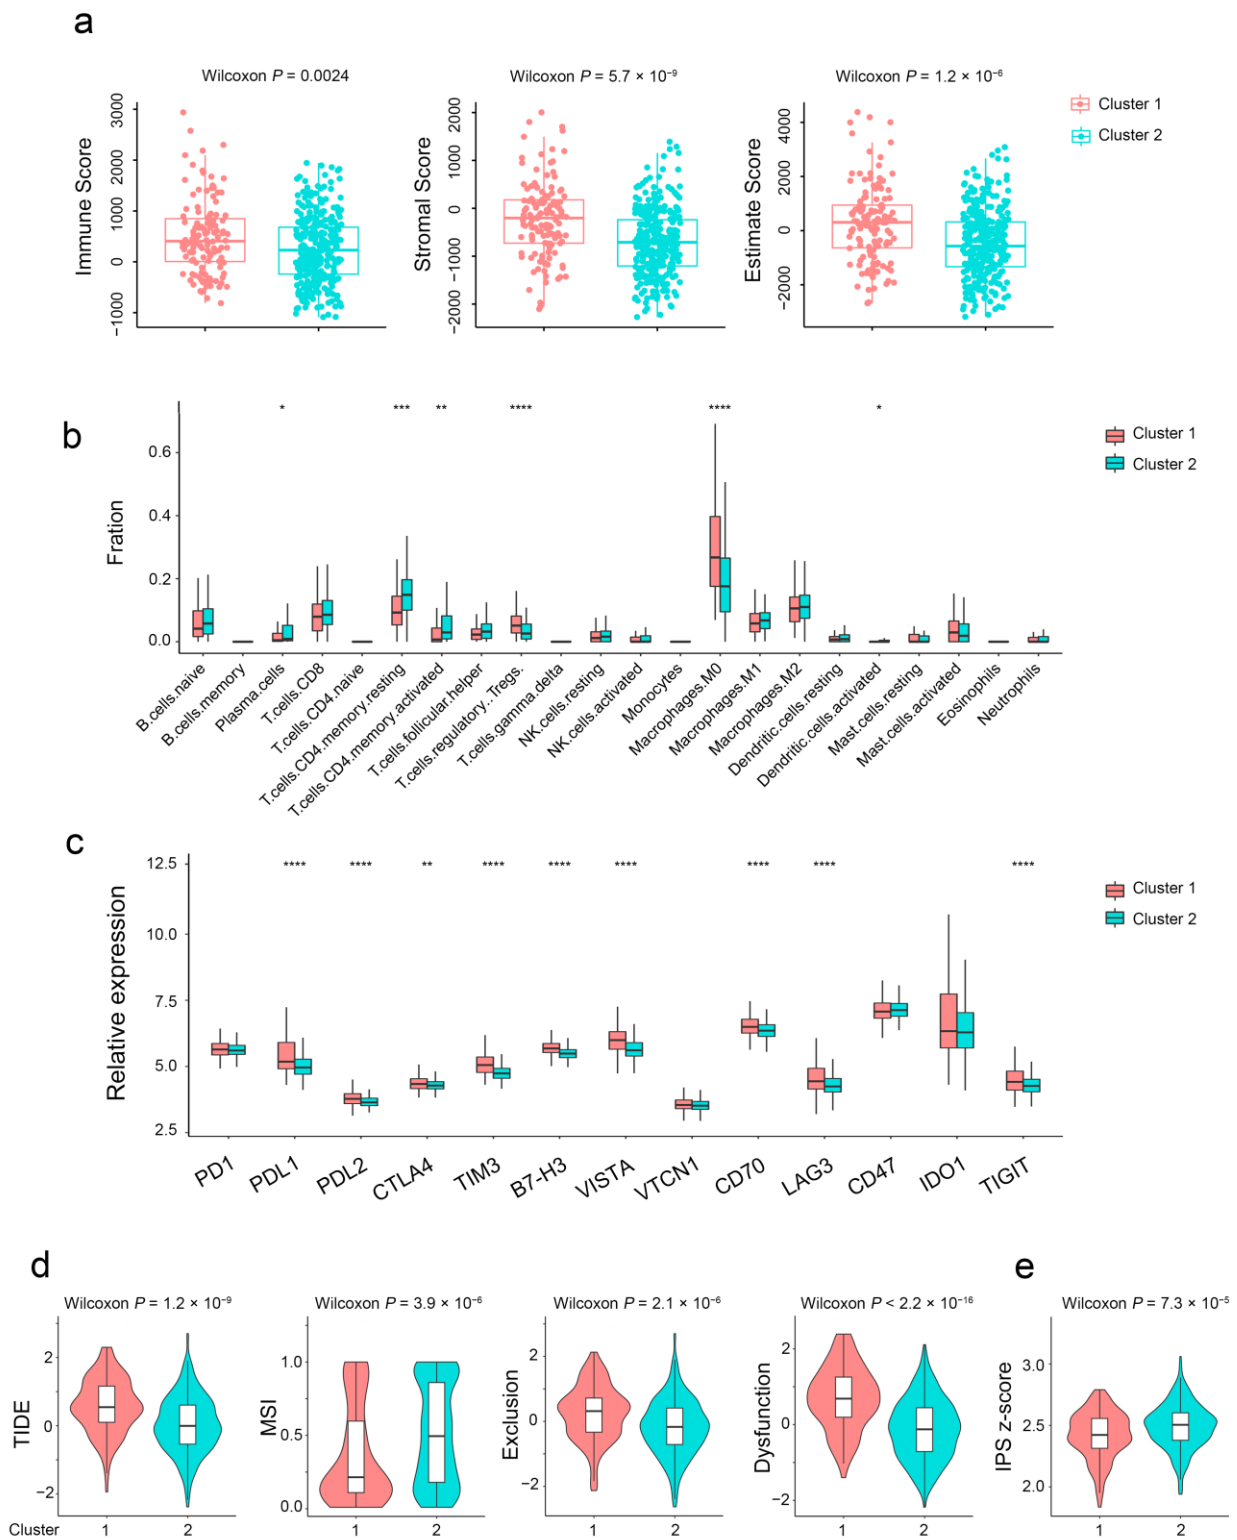 a
Wilcoxon P = 0.0024
Wilcoxon P = 5.7 × 10⁻⁹
Wilcoxon P = 1.2 × 10⁻⁶
Immune Score
3000
2000
1000
0
−1000
Stromal Score
2000
1000
0
−1000
−2000
Estimate Score
4000
2000
0
−2000
Cluster 1
Cluster 2
b
* *** ** **** **** *
Fration
0.6
0.4
0.2
0.0
Cluster 1
Cluster 2
B.cells.naive
B.cells.memory
Plasma.cells
T.cells.CD8
T.cells.CD4.naive
T.cells.CD4.memory.resting
T.cells.CD4.memory.activated
T.cells.follicular.helper
T.cells.regulatory..Tregs.
T.cells.gamma.delta
NK.cells.resting
NK.cells.activated
Monocytes
Macrophages.M0
Macrophages.M1
Macrophages.M2
Dendritic.cells.resting
Dendritic.cells.activated
Mast.cells.resting
Mast.cells.activated
Eosinophils
Neutrophils
c
**** **** ** **** **** **** **** **** ****
Relative expression
12.5
10.0
7.5
5.0
2.5
Cluster 1
Cluster 2
PD1
PDL1
PDL2
CTLA4
TIM3
B7-H3
VISTA
VTCN1
CD70
LAG3
CD47
IDO1
TIGIT
d
Wilcoxon P = 1.2 × 10⁻⁹
TIDE
2
0
−2
Cluster 1 2
Wilcoxon P = 3.9 × 10⁻⁶
MSI
1.0
0.5
0.0
1 2
Wilcoxon P = 2.1 × 10⁻⁶
Exclusion
2
0
−2
1 2
Wilcoxon P < 2.2 × 10⁻¹⁶
Dysfunction
2
0
−2
1 2
e
Wilcoxon P = 7.3 × 10⁻⁵
IPS z-score
3.0
2.5
2.0
1 2